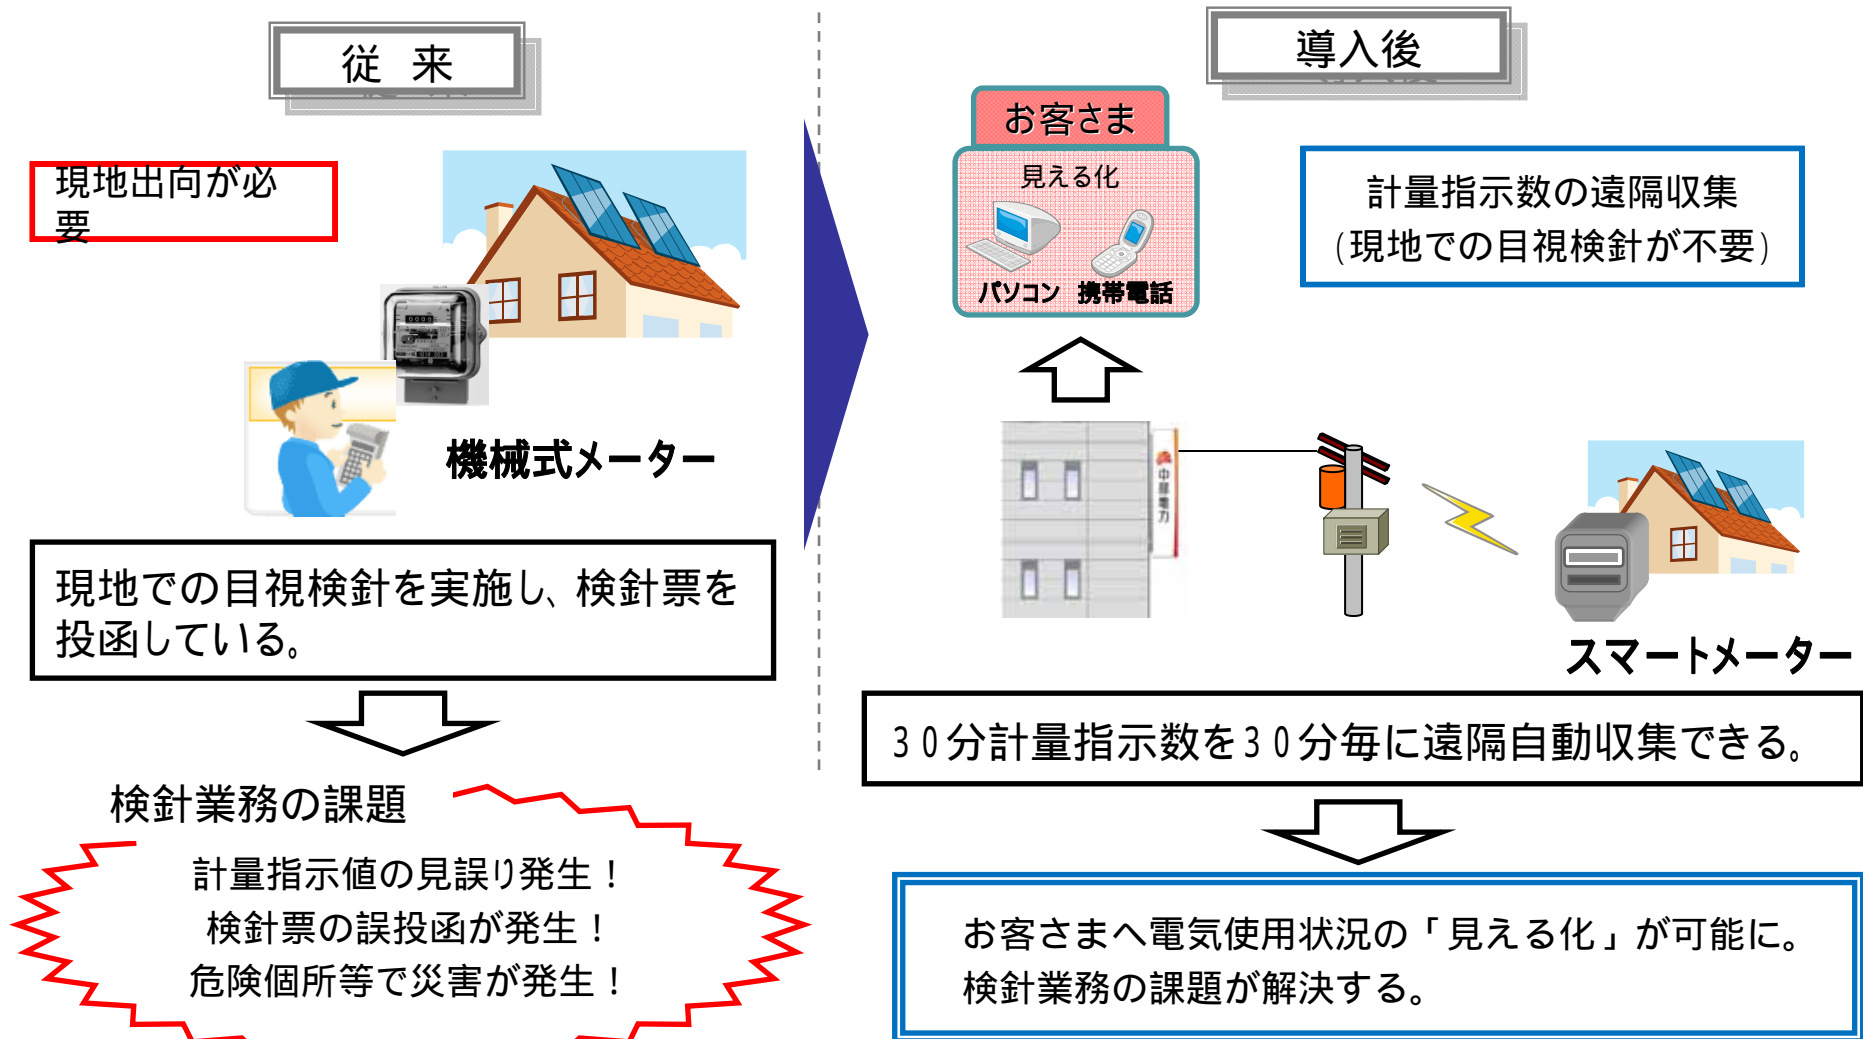 従 来
現地出向が必
要
機械式メーター
現地での目視検針を実施し、検針票を
投函している。
検針業務の課題
計量指示値の見誤り発生！
検針票の誤投函が発生！
危険個所等で災害が発生！
導入後
お客さま
見える化
パソコン 携帯電話
計量指示数の遠隔収集
(現地での目視検針が不要)
スマートメーター
30分計量指示数を30分毎に遠隔自動収集できる。
お客さまへ電気使用状況の「見える化」が可能に。
検針業務の課題が解決する。